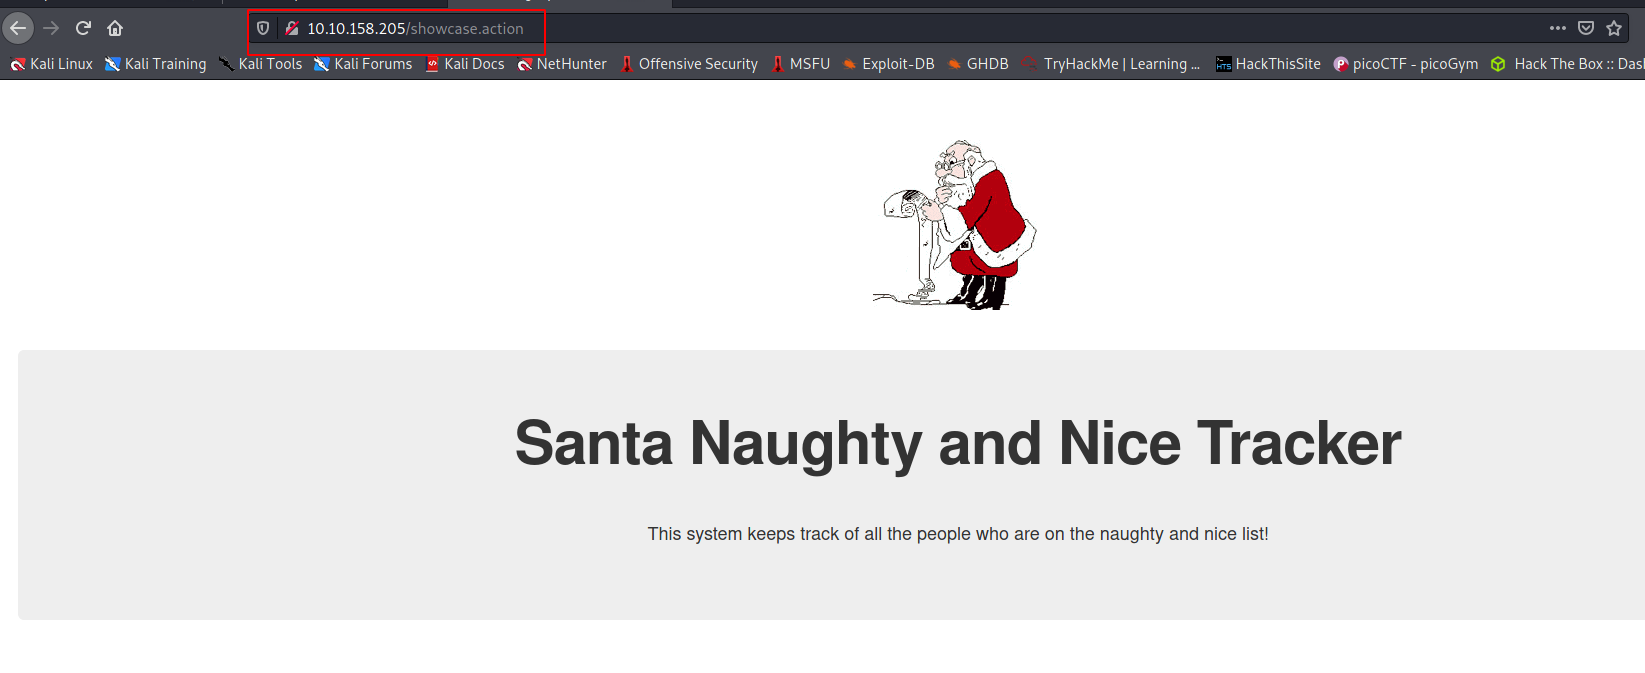 10.10.158.205/showcase.action
Kali Linux Kali Training Kali Tools Kali Forums Kali Docs NetHunter Offensive Security MSFU Exploit-DB GHDB TryHackMe | Learning ... HTS HackThisSite picoCTF - picoGym Hack The Box :: Das
Santa Naughty and Nice Tracker
This system keeps track of all the people who are on the naughty and nice list!